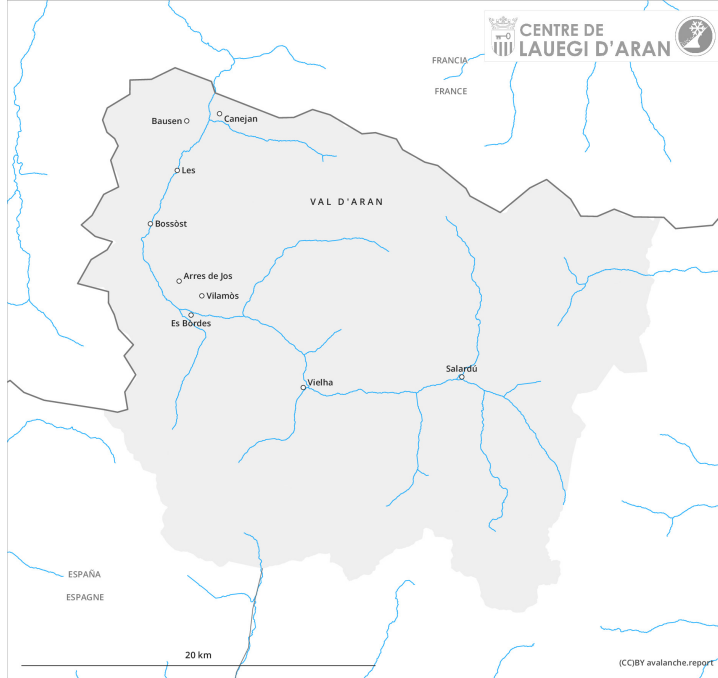 CENTRE DE
LAUEGI D'ARAN
FRANCIA
FRANCE
Bausen
Canejan
Les
VAL D'ARAN
Bossòst
Arres de Jos
Vilamòs
Es Bòrdes
Salardú
Vielha
ESPAÑA
ESPAGNE
20 km
(CC)BY avalanche.report